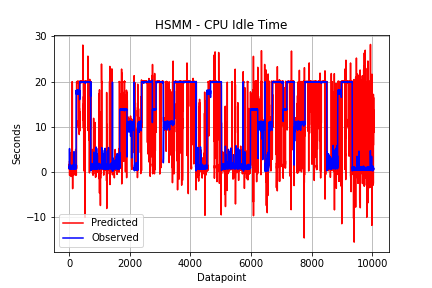 HSMM - CPU Idle Time
30
20
10
0
−10
Seconds
Predicted
Observed
0
2000
4000
6000
8000
10000
Datapoint